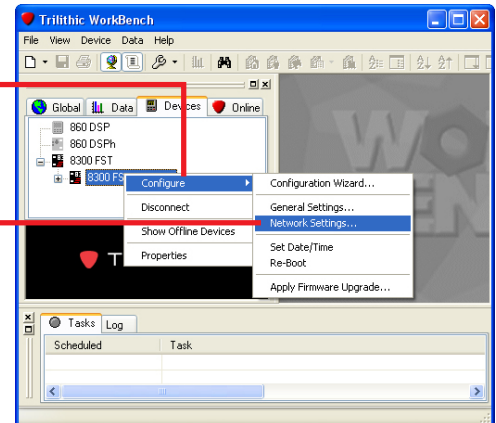 Trilithic WorkBench
File View Device Data Help
Global Data Devices Online
860 DSP
860 DSPh
8300 FST
8300 FS
Configure
Disconnect
Show Offline Devices
Properties
Configuration Wizard...
General Settings...
Network Settings...
Set Date/Time
Re-Boot
Apply Firmware Upgrade...
T
WO
EN
Tasks Log
Scheduled Task